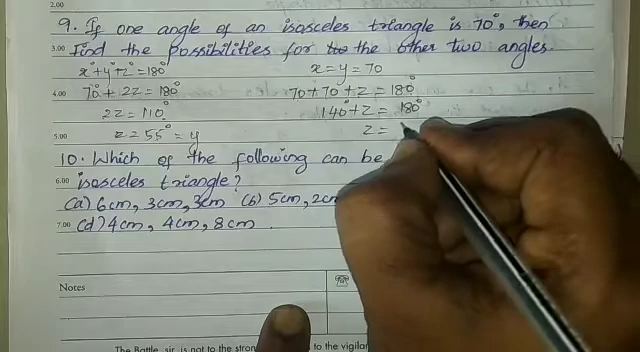 2.00
9. If one angle of an isosceles triangle is 70°, then
3.00 Find the possibilities for the other two angles.
x°+y°+z°=180° x=y=70
4.00 70°+2z=180° 70+70°+z=180°
2z=110° 140°+z=180°
5.00 z=55°=y z=
10. Which of the following can be
6.00 isosceles triangle?
(a) 6cm, 3cm, 3cm (b) 5cm, 2cm
7.00 (d) 4cm, 4cm, 8cm.
Notes
The Battle, sir, is not to the stron to the vigilan